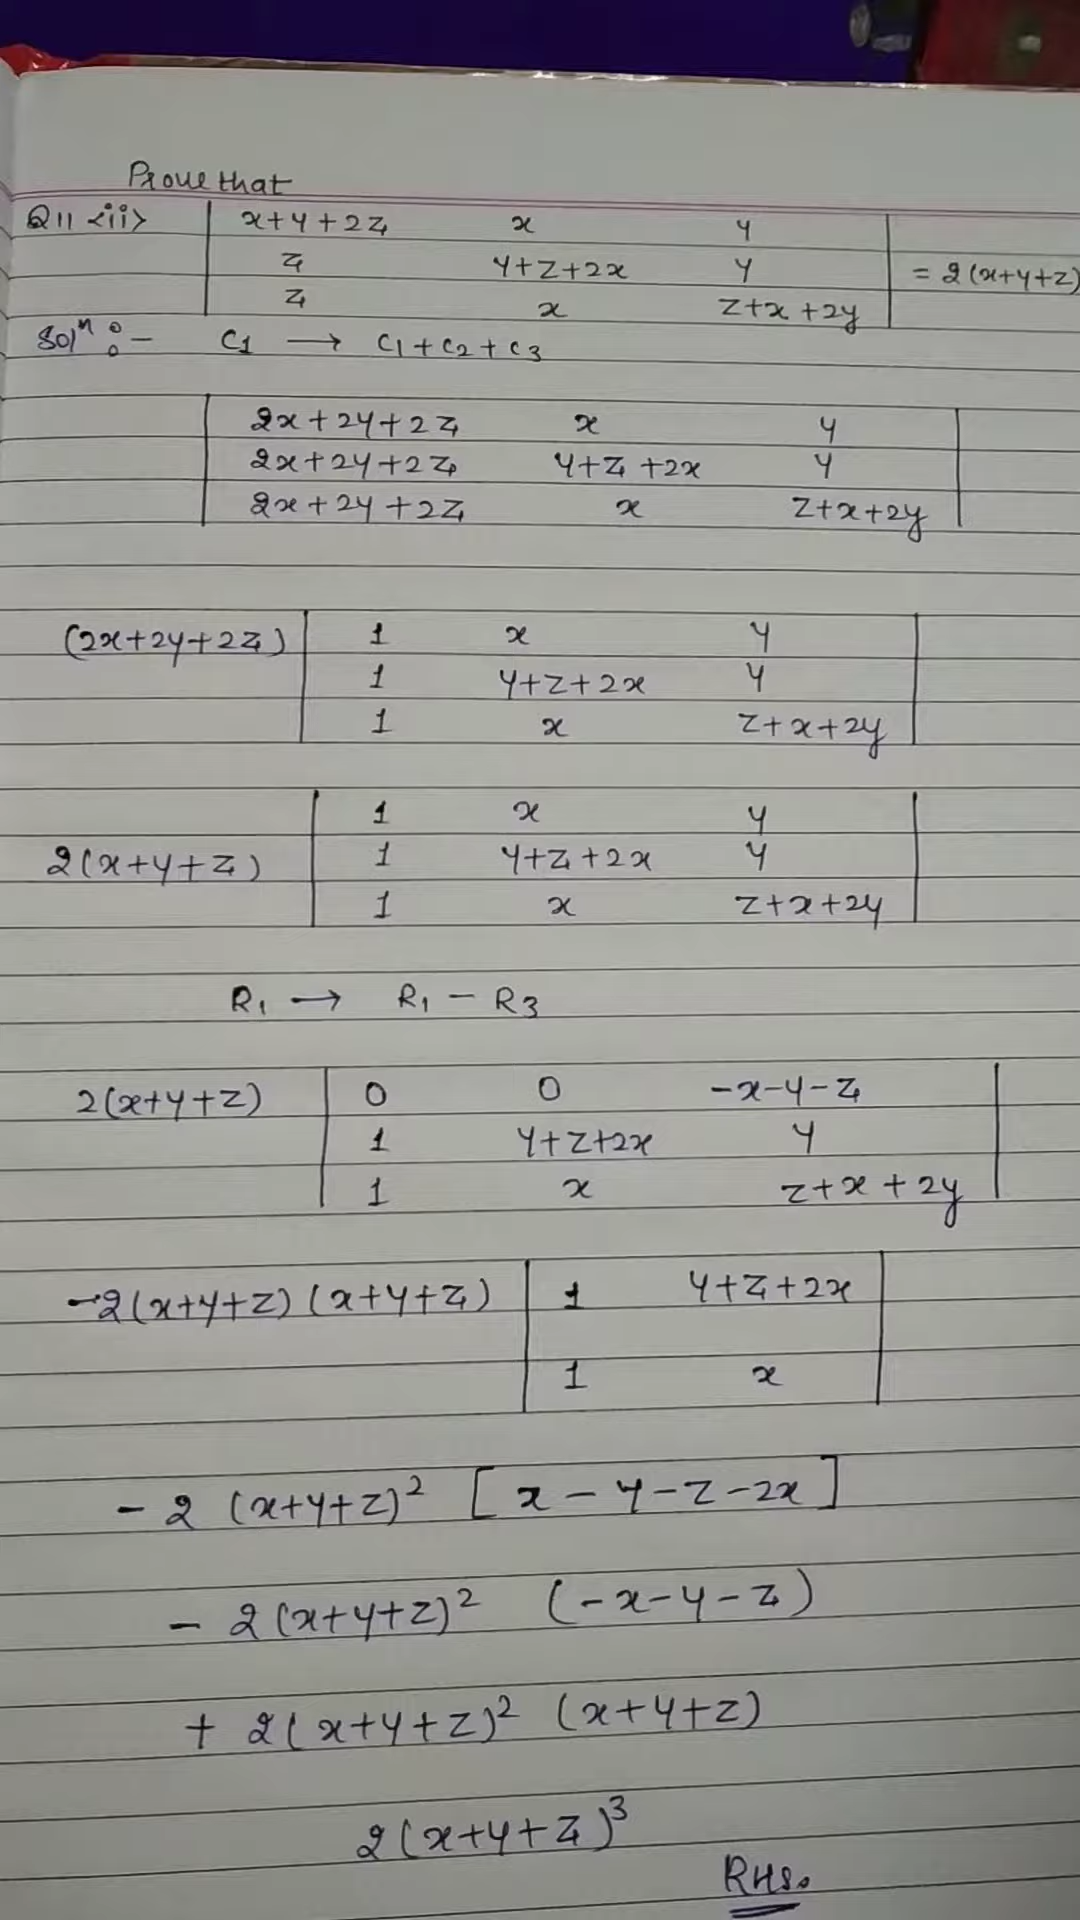 Prove that
Q11 <ii> | x+y+2z x y |
| z y+z+2x y | = 2(x+y+z)
| z x z+x+2y |
Solⁿ :- C1 → C1+C2+C3
| 2x+2y+2z x y |
| 2x+2y+2z y+z+2x y |
| 2x+2y+2z x z+x+2y |
(2x+2y+2z) | 1 x y |
| 1 y+z+2x y |
| 1 x z+x+2y |
| 1 x y |
2(x+y+z) | 1 y+z+2x y |
| 1 x z+x+2y |
R1 → R1 - R3
2(x+y+z) | 0 0 -x-y-z |
| 1 y+z+2x y |
| 1 x z+x+2y |
-2(x+y+z)(x+y+z) | 1 y+z+2x |
| 1 x |
- 2 (x+y+z)² [x-y-z-2x]
- 2(x+y+z)² (-x-y-z)
+ 2(x+y+z)² (x+y+z)
2(x+y+z)³
RHS.